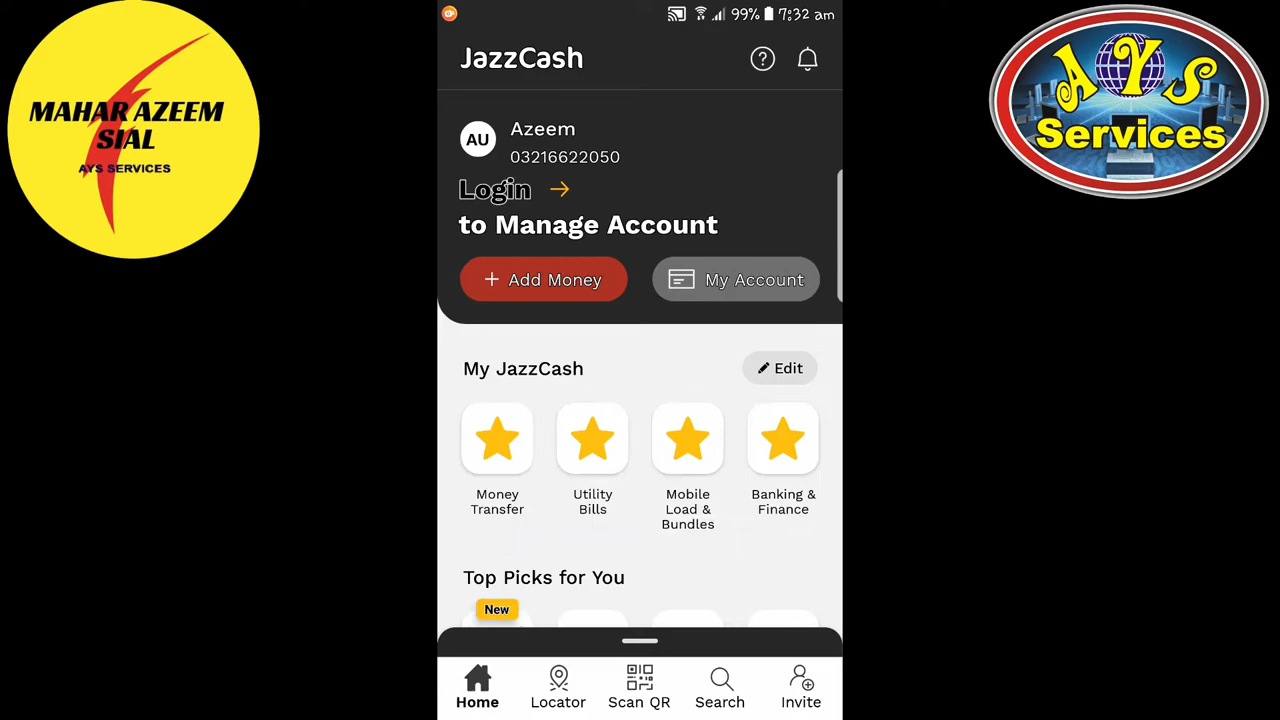 MAHAR AZEEM
SIAL
AYS SERVICES
AYS
Services
99% 7:32 am
JazzCash
?
AU
Azeem
03216622050
Login →
to Manage Account
+ Add Money
My Account
My JazzCash
Edit
Money
Transfer
Utility
Bills
Mobile
Load &
Bundles
Banking &
Finance
Top Picks for You
New
Home
Locator
Scan QR
Search
Invite